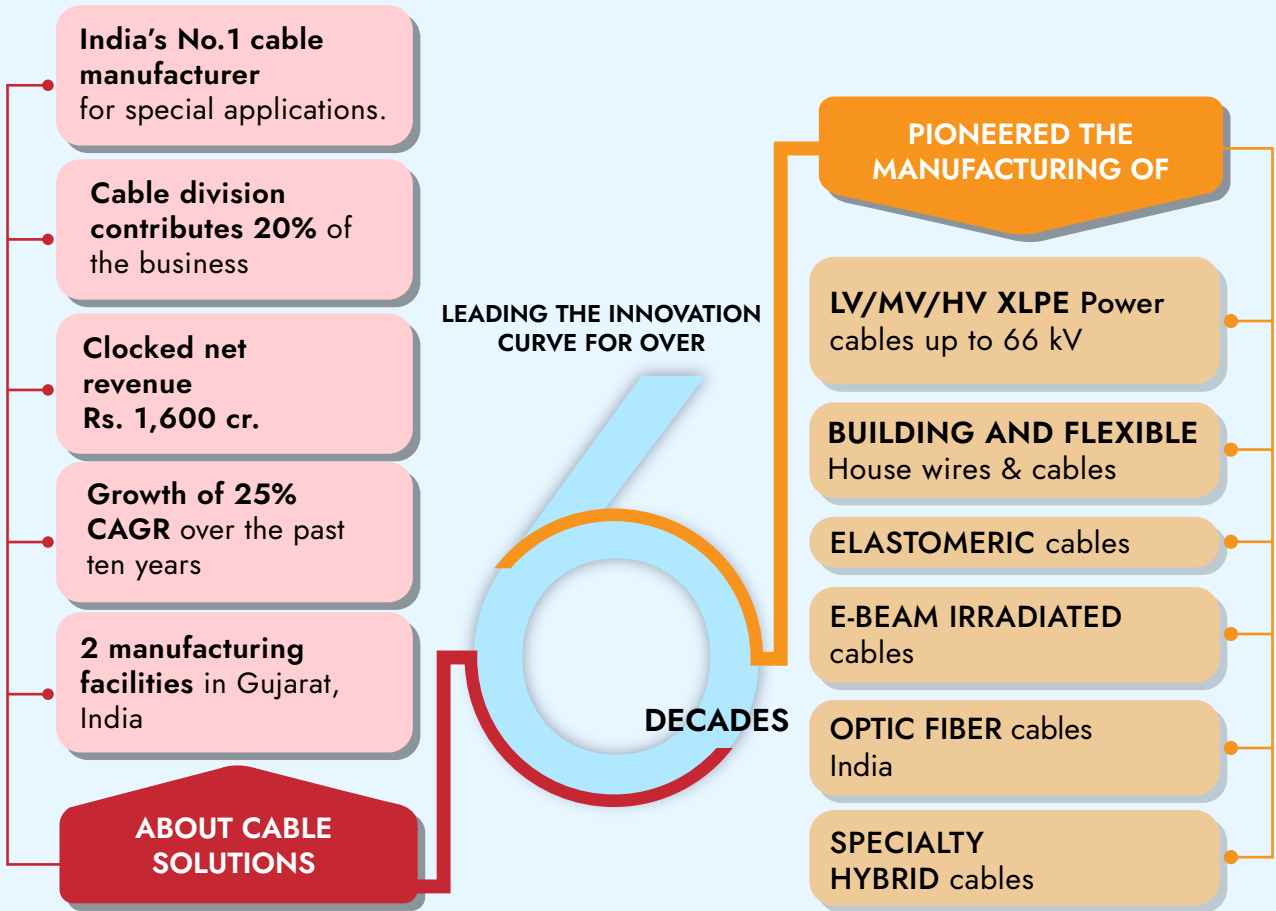 India's No.1 cable
manufacturer
for special applications.
Cable division
contributes 20% of
the business
Clocked net
revenue
Rs. 1,600 cr.
Growth of 25%
CAGR over the past
ten years
2 manufacturing
facilities in Gujarat,
India
ABOUT CABLE
SOLUTIONS
LEADING THE INNOVATION
CURVE FOR OVER
6
DECADES
PIONEERED THE
MANUFACTURING OF
LV/MV/HV XLPE Power
cables up to 66 kV
BUILDING AND FLEXIBLE
House wires & cables
ELASTOMERIC cables
E-BEAM IRRADIATED
cables
OPTIC FIBER cables
India
SPECIALTY
HYBRID cables